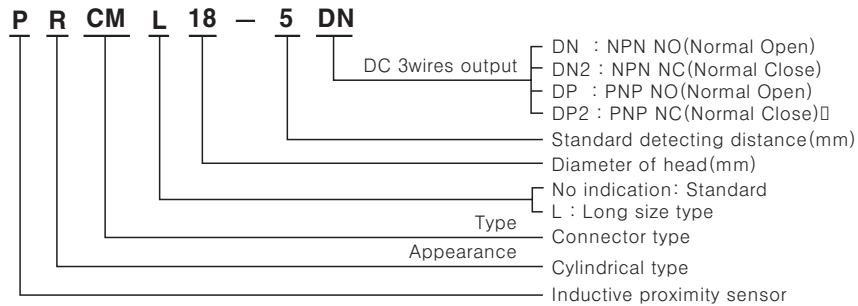 P R CM L 18 — 5 DN
DC 3wires output
DN : NPN NO(Normal Open)
DN2 : NPN NC(Normal Close)
DP : PNP NO(Normal Open)
DP2 : PNP NC(Normal Close)▯
Standard detecting distance(mm)
Diameter of head(mm)
No indication: Standard
L : Long size type
Type
Connector type
Appearance
Cylindrical type
Inductive proximity sensor